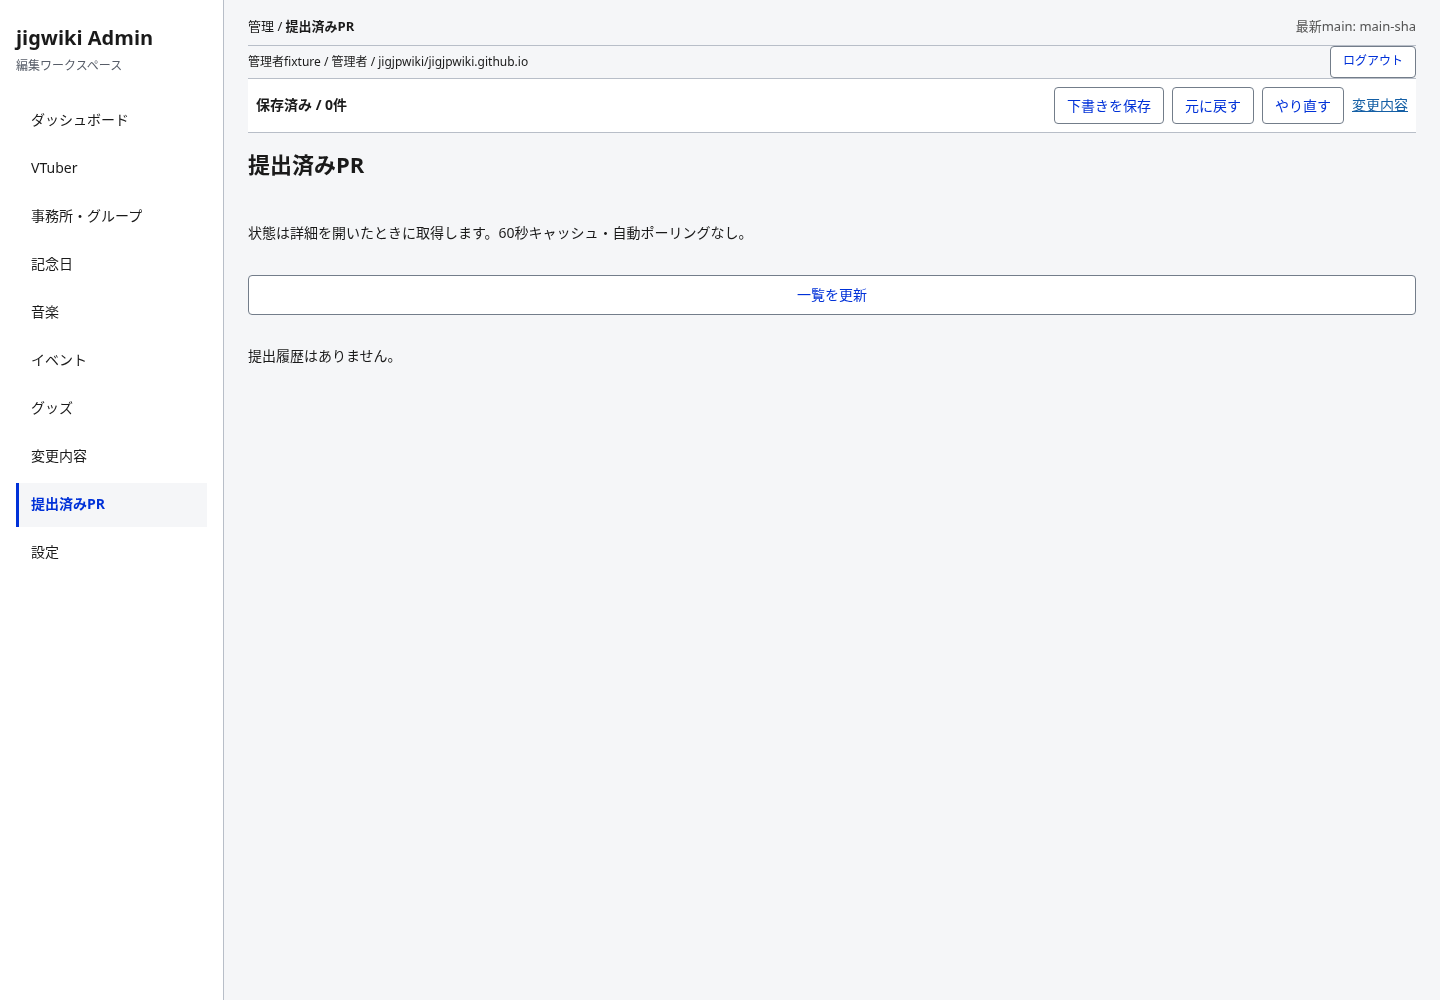 jigwiki Admin
編集ワークスペース
ダッシュボード
VTuber
事務所・グループ
記念日
音楽
イベント
グッズ
変更内容
提出済みPR
設定
管理 / 提出済みPR
最新main: main-sha
管理者fixture / 管理者 / jigjpwiki/jigjpwiki.github.io
ログアウト
保存済み / 0件
下書きを保存
元に戻す
やり直す
変更内容
提出済みPR
状態は詳細を開いたときに取得します。60秒キャッシュ・自動ポーリングなし。
一覧を更新
提出履歴はありません。